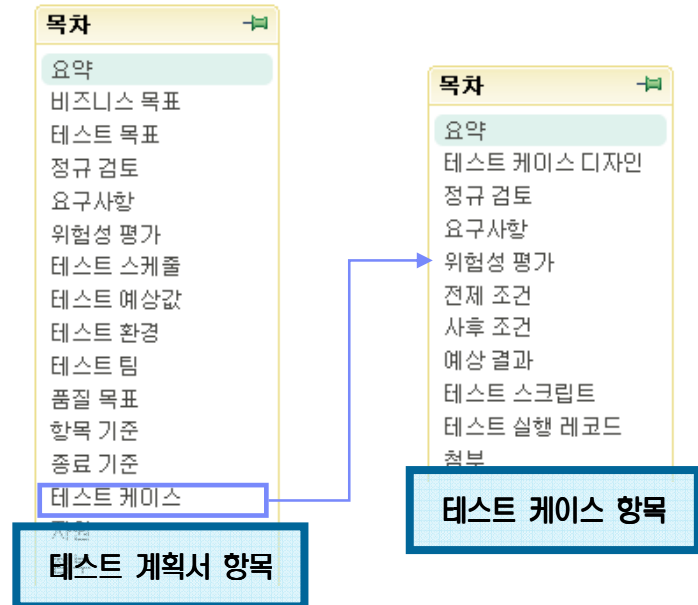 목차
요약
비즈니스 목표
테스트 목표
정규 검토
요구사항
위험성 평가
테스트 스케줄
테스트 예상값
테스트 환경
테스트 팀
품질 목표
항목 기준
종료 기준
테스트 케이스
자원
테스트 계획서 항목
목차
요약
테스트 케이스 디자인
정규 검토
요구사항
위험성 평가
전제 조건
사후 조건
예상 결과
테스트 스크립트
테스트 실행 레코드
첨부
테스트 케이스 항목